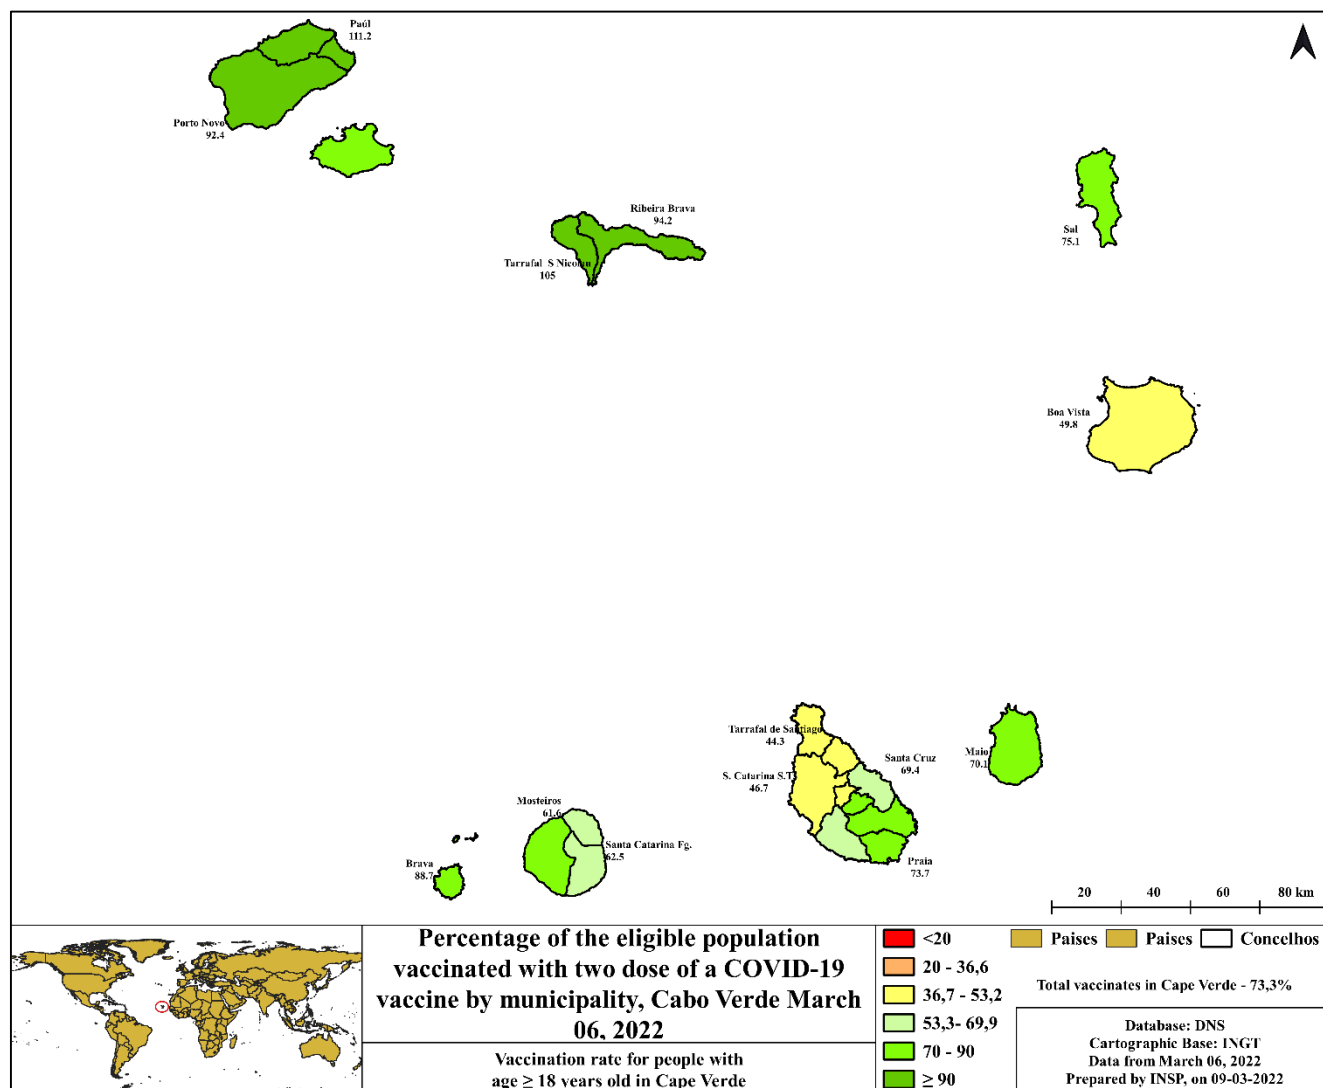 Paúl
111.2
Porto Novo
92.4
Ribeira Brava
94.2
Tarrafal S Nicolau
105
Sal
75.1
Boa Vista
49.8
Tarrafal de Santiago
44.3
Santa Cruz
69.4
Maio
70.1
S. Catarina S.T
46.7
Mosteiros
61.6
Santa Catarina Fg.
62.5
Brava
88.7
Praia
73.7
20 40 60 80 km
Percentage of the eligible population
vaccinated with two dose of a COVID-19
vaccine by municipality, Cabo Verde March
06, 2022
Vaccination rate for people with
age ≥ 18 years old in Cape Verde
<20
20 - 36,6
36,7 - 53,2
53,3- 69,9
70 - 90
≥ 90
Paises Paises Concelhos
Total vaccinates in Cape Verde - 73,3%
Database: DNS
Cartographic Base: INGT
Data from March 06, 2022
Prepared by INSP, on 09-03-2022